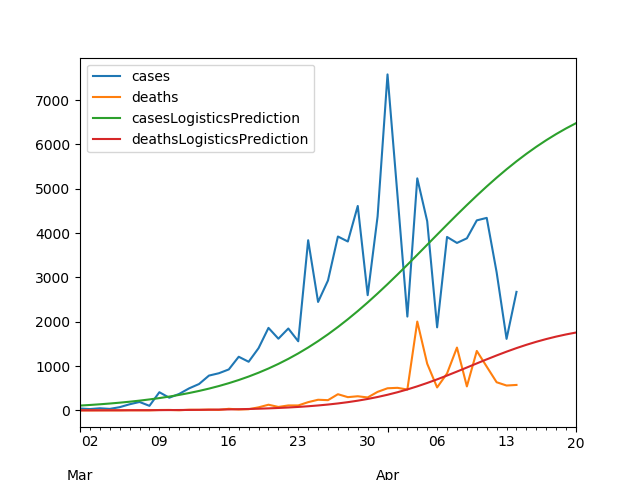 cases
deaths
casesLogisticsPrediction
deathsLogisticsPrediction
7000
6000
5000
4000
3000
2000
1000
0
02 09 16 23 30 06 13 20
Mar Apr